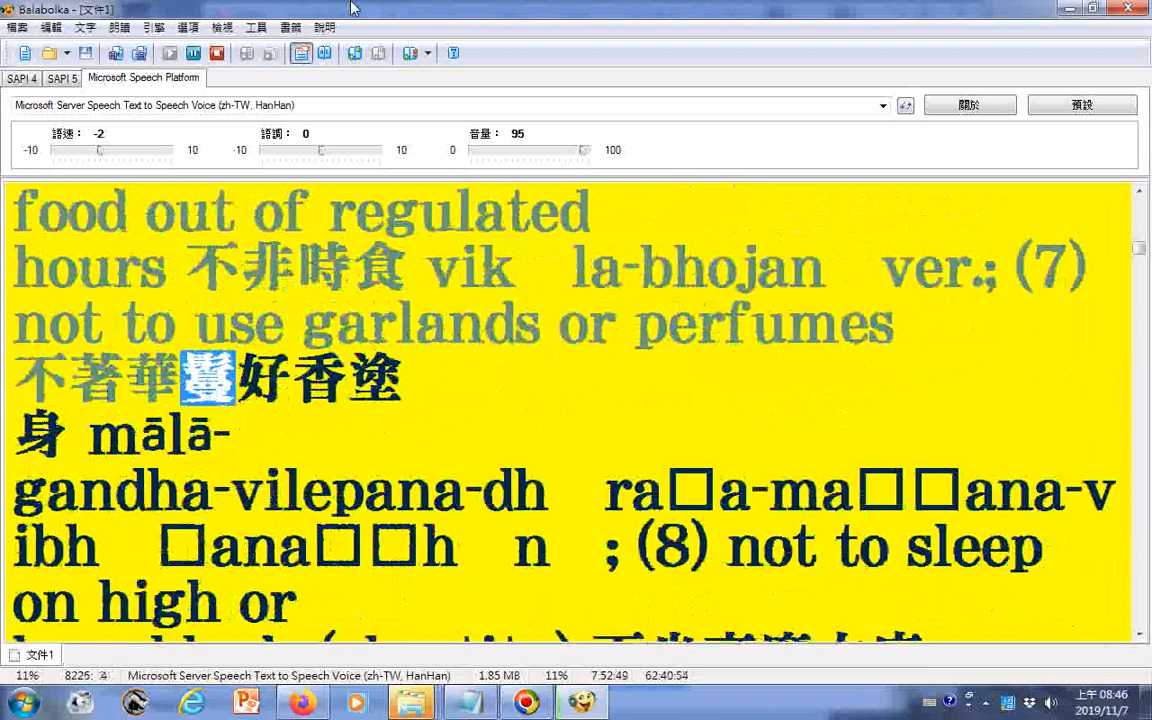 Balabolka - [文件1]
檔案 編輯 文字 朗讀 引擎 選項 檢視 工具 書籤 說明
SAPI 4 SAPI 5 Microsoft Speech Platform
Microsoft Server Speech Text to Speech Voice (zh-TW, HanHan) 關於 預設
語速： -2 語調： 0 音量： 95
-10 10 -10 10 0 100
food out of regulated
hours 不非時食 vik la-bhojan ver.; (7)
not to use garlands or perfumes
不著華鬘好香塗
身 mālā-
gandha-vilepana-dh ra□a-ma□□ana-v
ibh □ana□□h n ; (8) not to sleep
on high or
文件1
11% 8225: 4 Microsoft Server Speech Text to Speech Voice (zh-TW, HanHan) 1.85 MB 11% 7:52:49 62:40:54
上午 08:46
2019/11/7